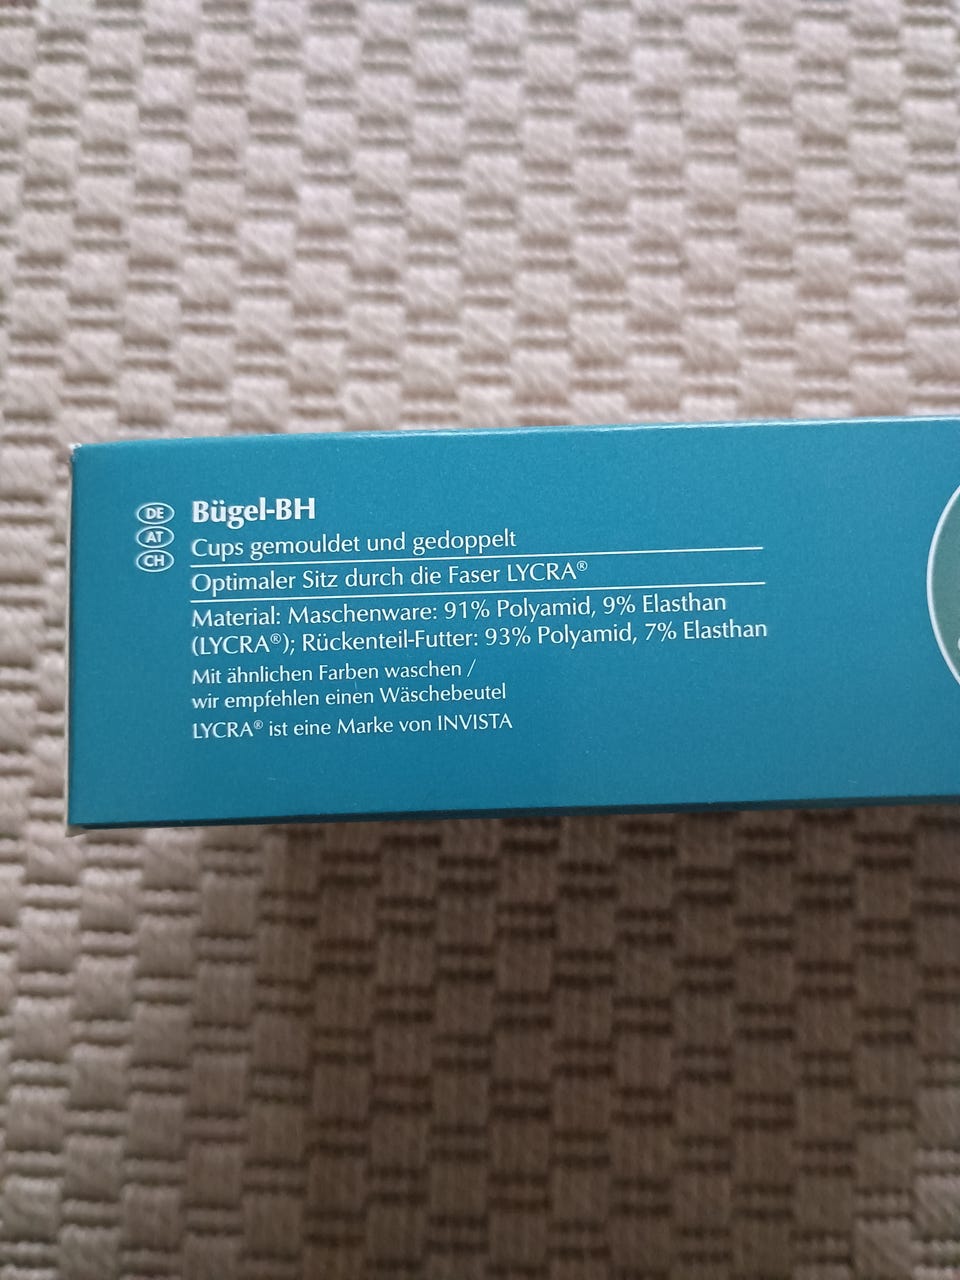 DE
AT
CH
Bügel-BH
Cups gemouldet und gedoppelt
Optimaler Sitz durch die Faser LYCRA®
Material: Maschenware: 91% Polyamid, 9% Elasthan
(LYCRA®); Rückenteil-Futter: 93% Polyamid, 7% Elasthan
Mit ähnlichen Farben waschen /
wir empfehlen einen Wäschebeutel
LYCRA® ist eine Marke von INVISTA